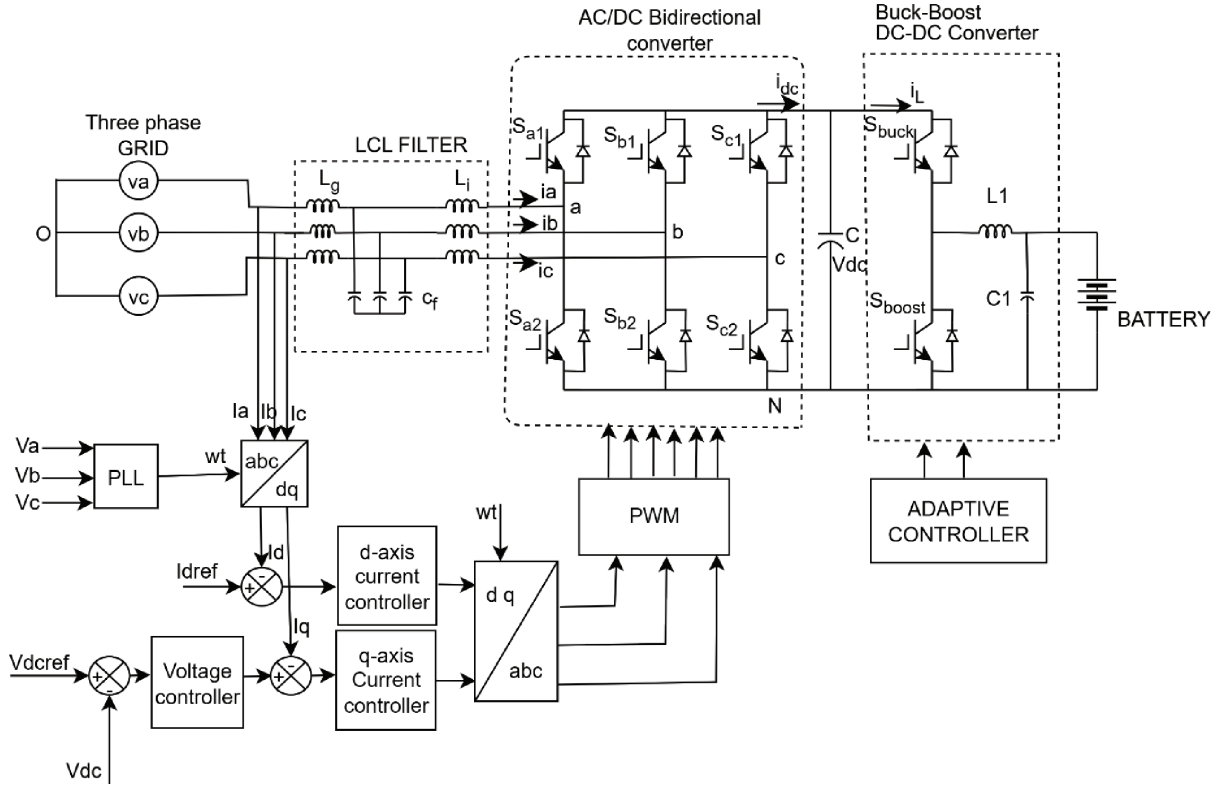 AC/DC Bidirectional
converter
Buck-Boost
DC-DC Converter
Three phase
GRID
LCL FILTER
i_dc
i_L
S_a1
S_b1
S_c1
S_buck
va
L_g
L_i
ia
a
L1
O
vb
ib
b
C
Vdc
ic
c
vc
c_f
S_a2
S_b2
S_c2
S_boost
C1
BATTERY
N
Ia
Ib
Ic
Va
Vb
Vc
PLL
wt
abc
dq
PWM
ADAPTIVE
CONTROLLER
wt
Id
Idref
+
-
d-axis
current
controller
d q
abc
Iq
Vdcref
+
-
Voltage
controller
+
-
q-axis
Current
controller
Vdc